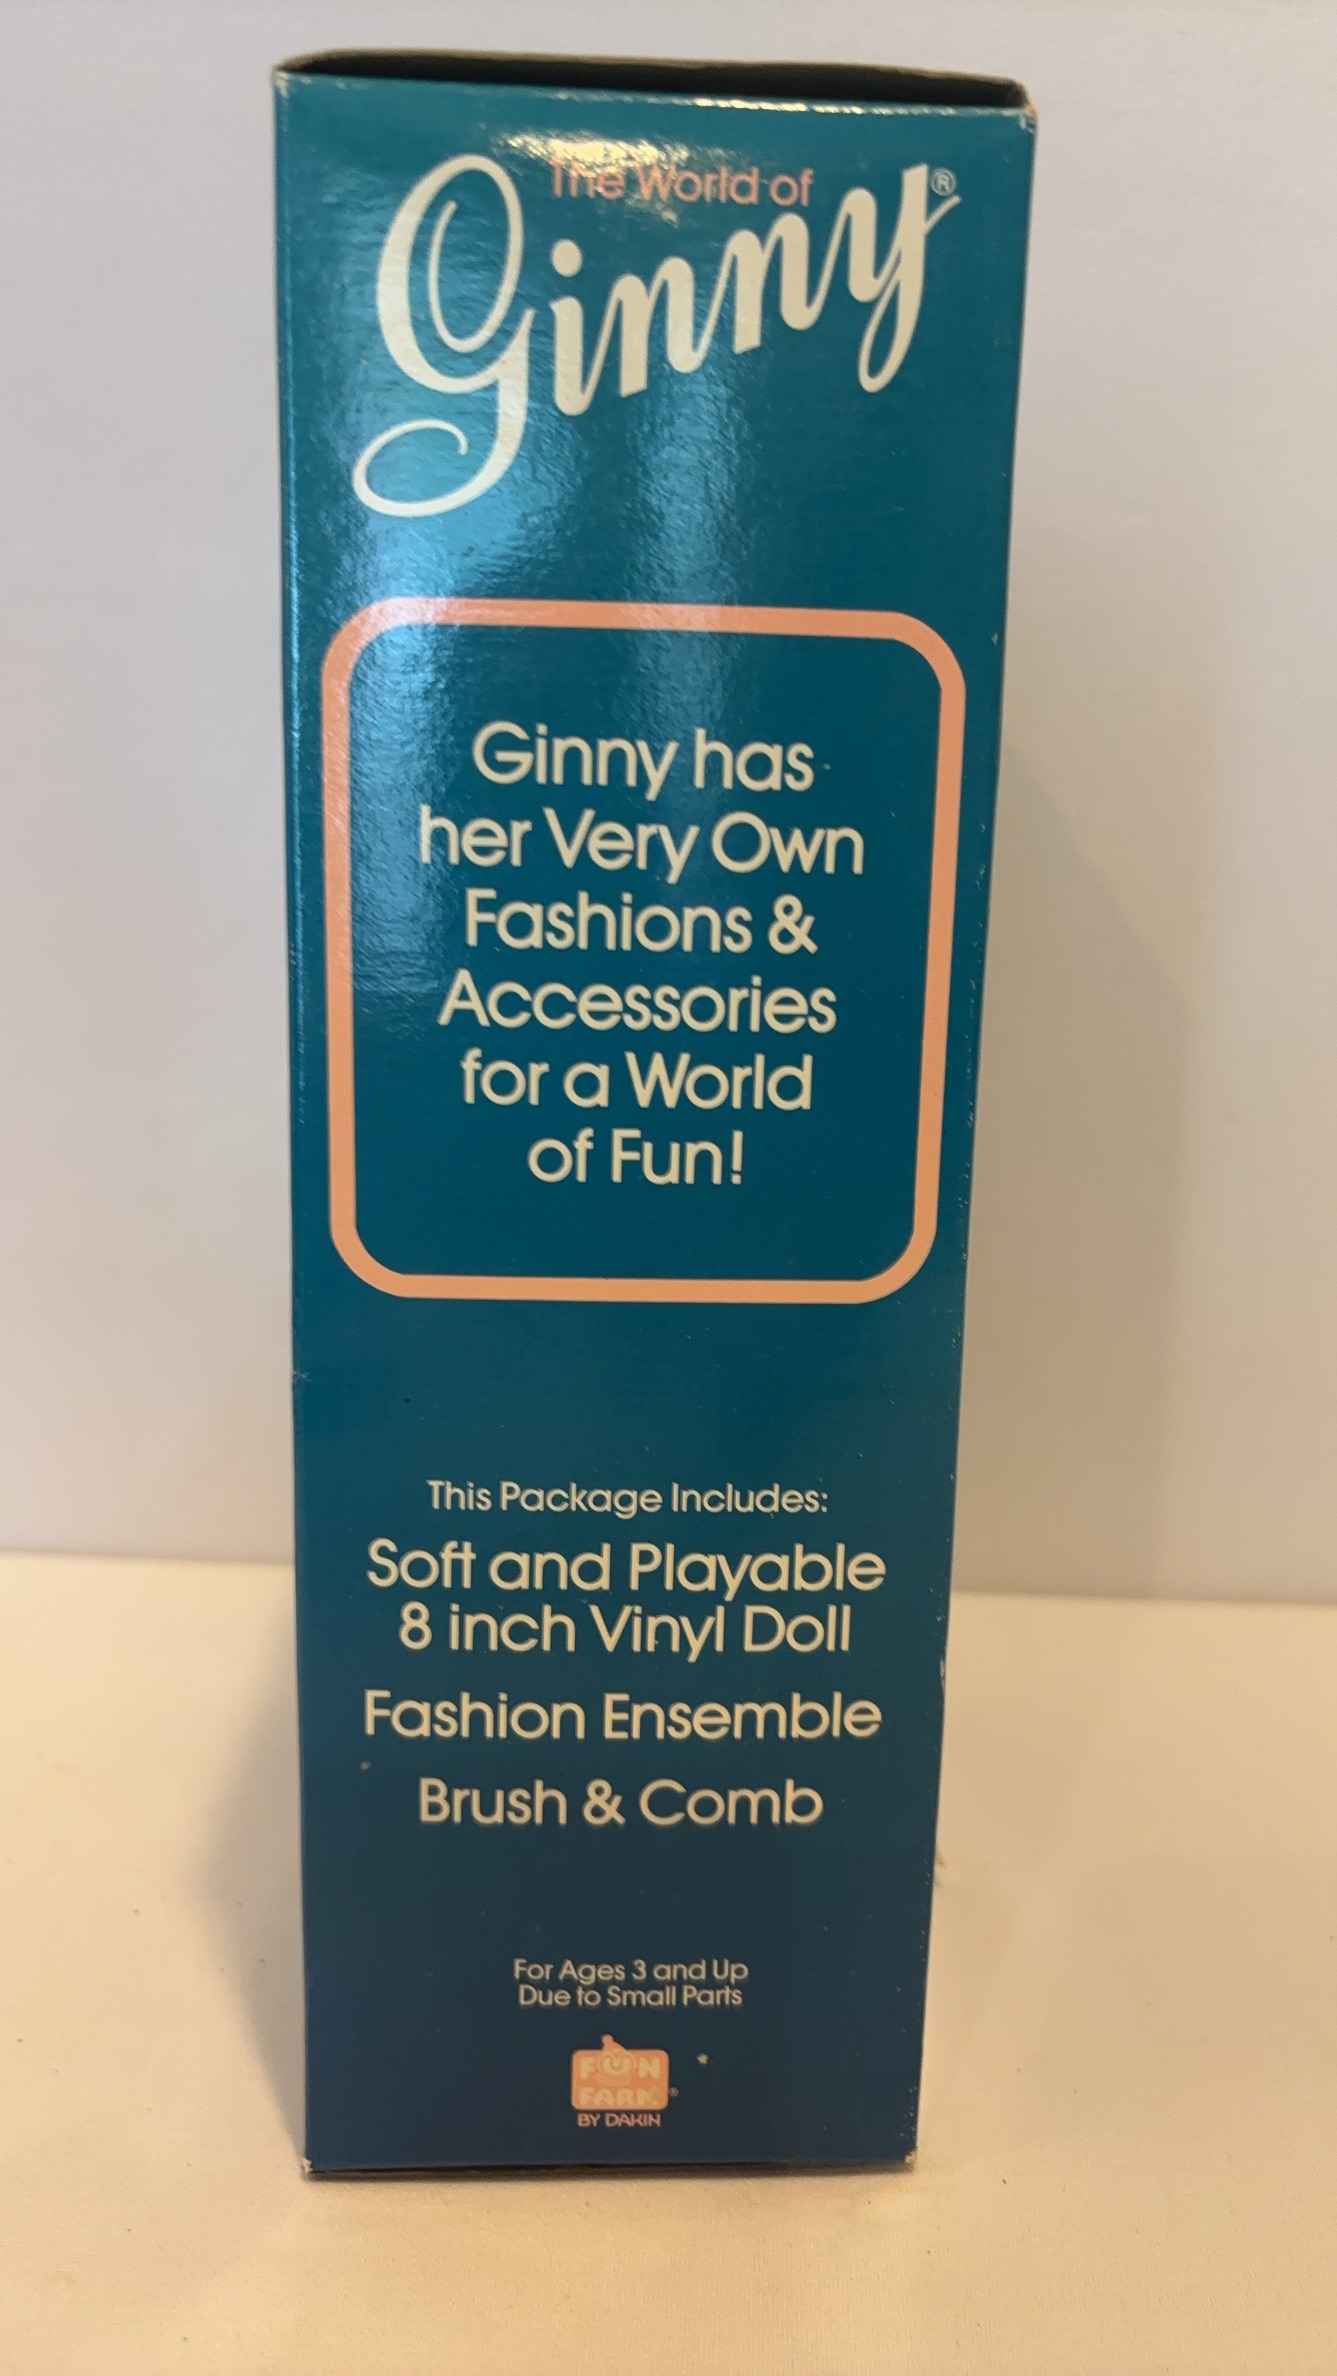 The World of
Ginny®
Ginny has
her Very Own
Fashions &
Accessories
for a World
of Fun!
This Package Includes:
Soft and Playable
8 inch Vinyl Doll
Fashion Ensemble
Brush & Comb
For Ages 3 and Up
Due to Small Parts
FUN
FARM®
BY DAKIN